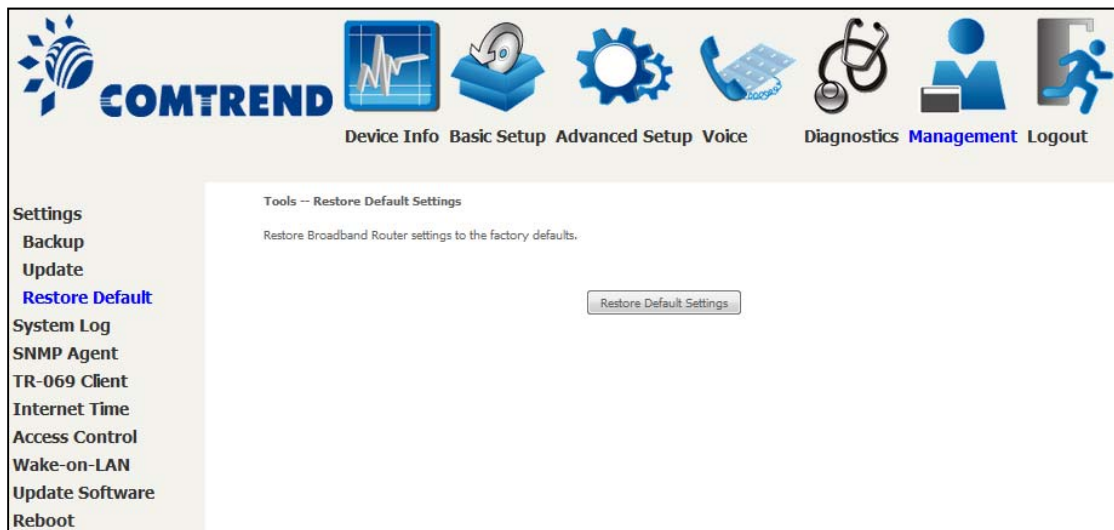 COMTREND
Device Info Basic Setup Advanced Setup Voice Diagnostics Management Logout
Settings
Backup
Update
Restore Default
System Log
SNMP Agent
TR-069 Client
Internet Time
Access Control
Wake-on-LAN
Update Software
Reboot
Tools -- Restore Default Settings
Restore Broadband Router settings to the factory defaults.
Restore Default Settings